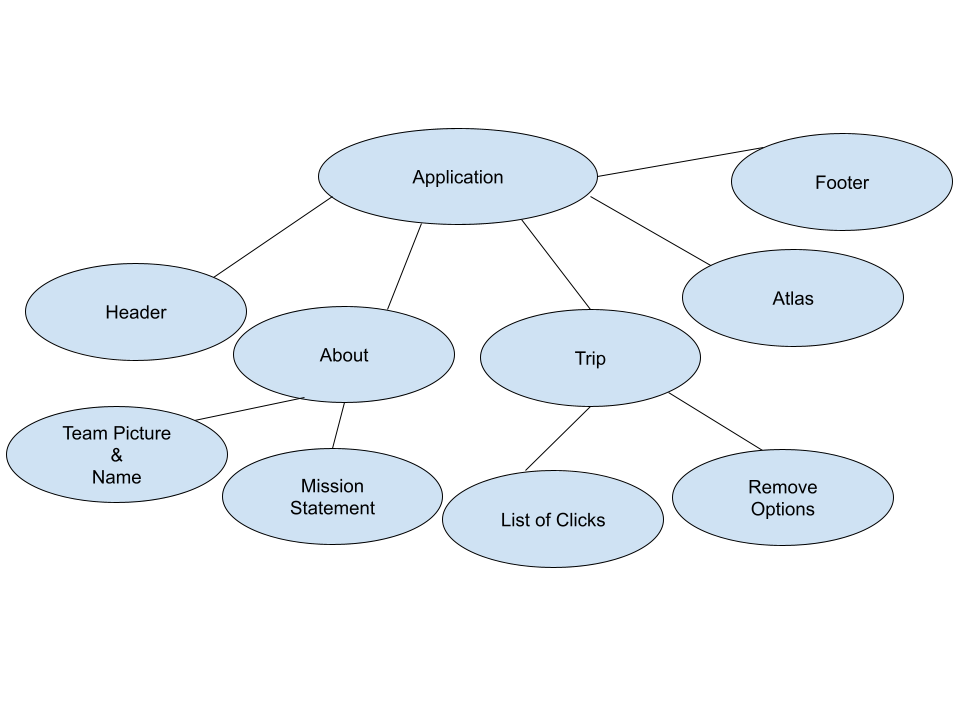 Application
Footer
Header
About
Trip
Atlas
Team Picture
&
Name
Mission
Statement
List of Clicks
Remove
Options